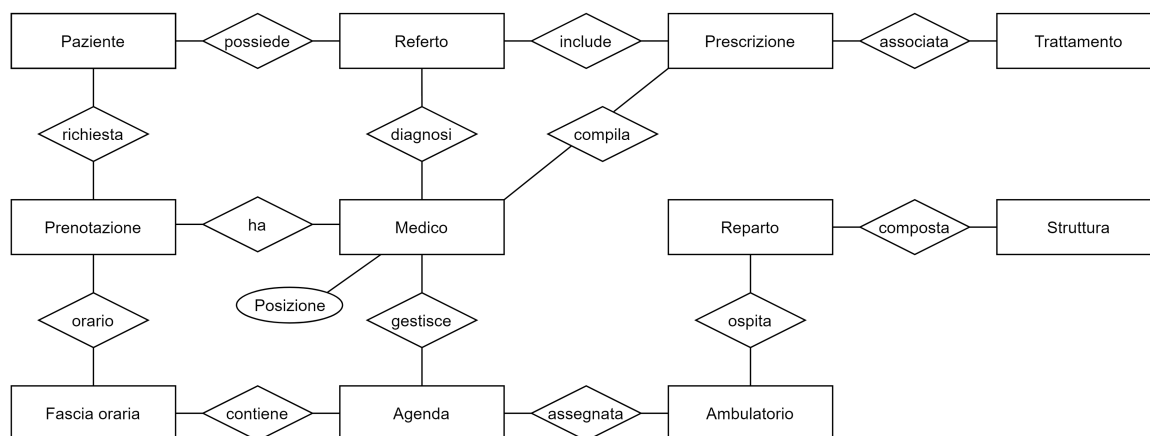 Paziente
possiede
Referto
include
Prescrizione
associata
Trattamento
richiesta
diagnosi
compila
Prenotazione
ha
Medico
Reparto
composta
Struttura
Posizione
orario
gestisce
ospita
Fascia oraria
contiene
Agenda
assegnata
Ambulatorio